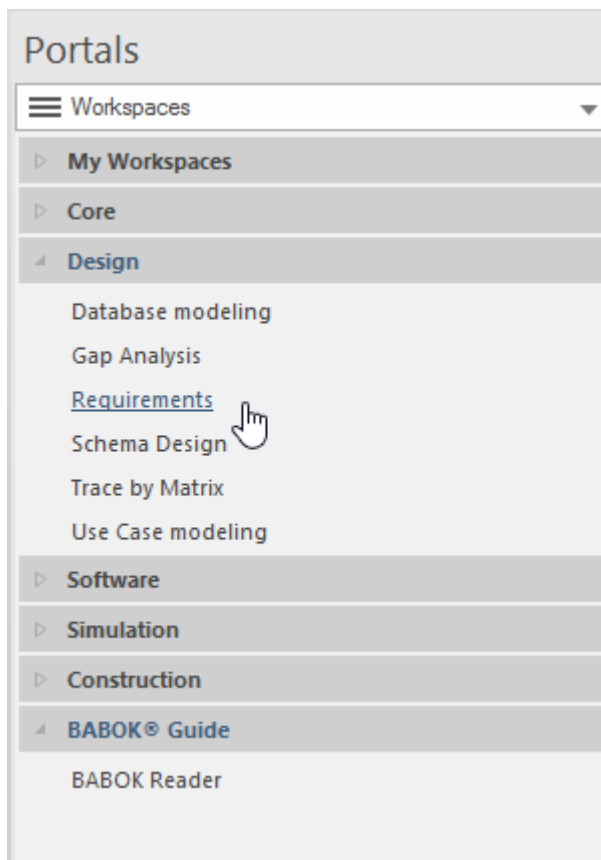 Portals
Workspaces
My Workspaces
Core
Design
Database modeling
Gap Analysis
Requirements
Schema Design
Trace by Matrix
Use Case modeling
Software
Simulation
Construction
BABOK® Guide
BABOK Reader